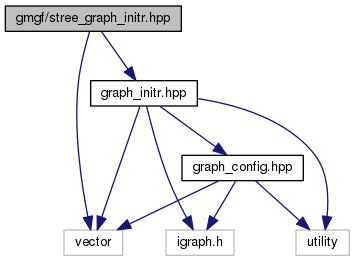 gmgf/stree_graph_initr.hpp
graph_initr.hpp
graph_config.hpp
vector
igraph.h
utility